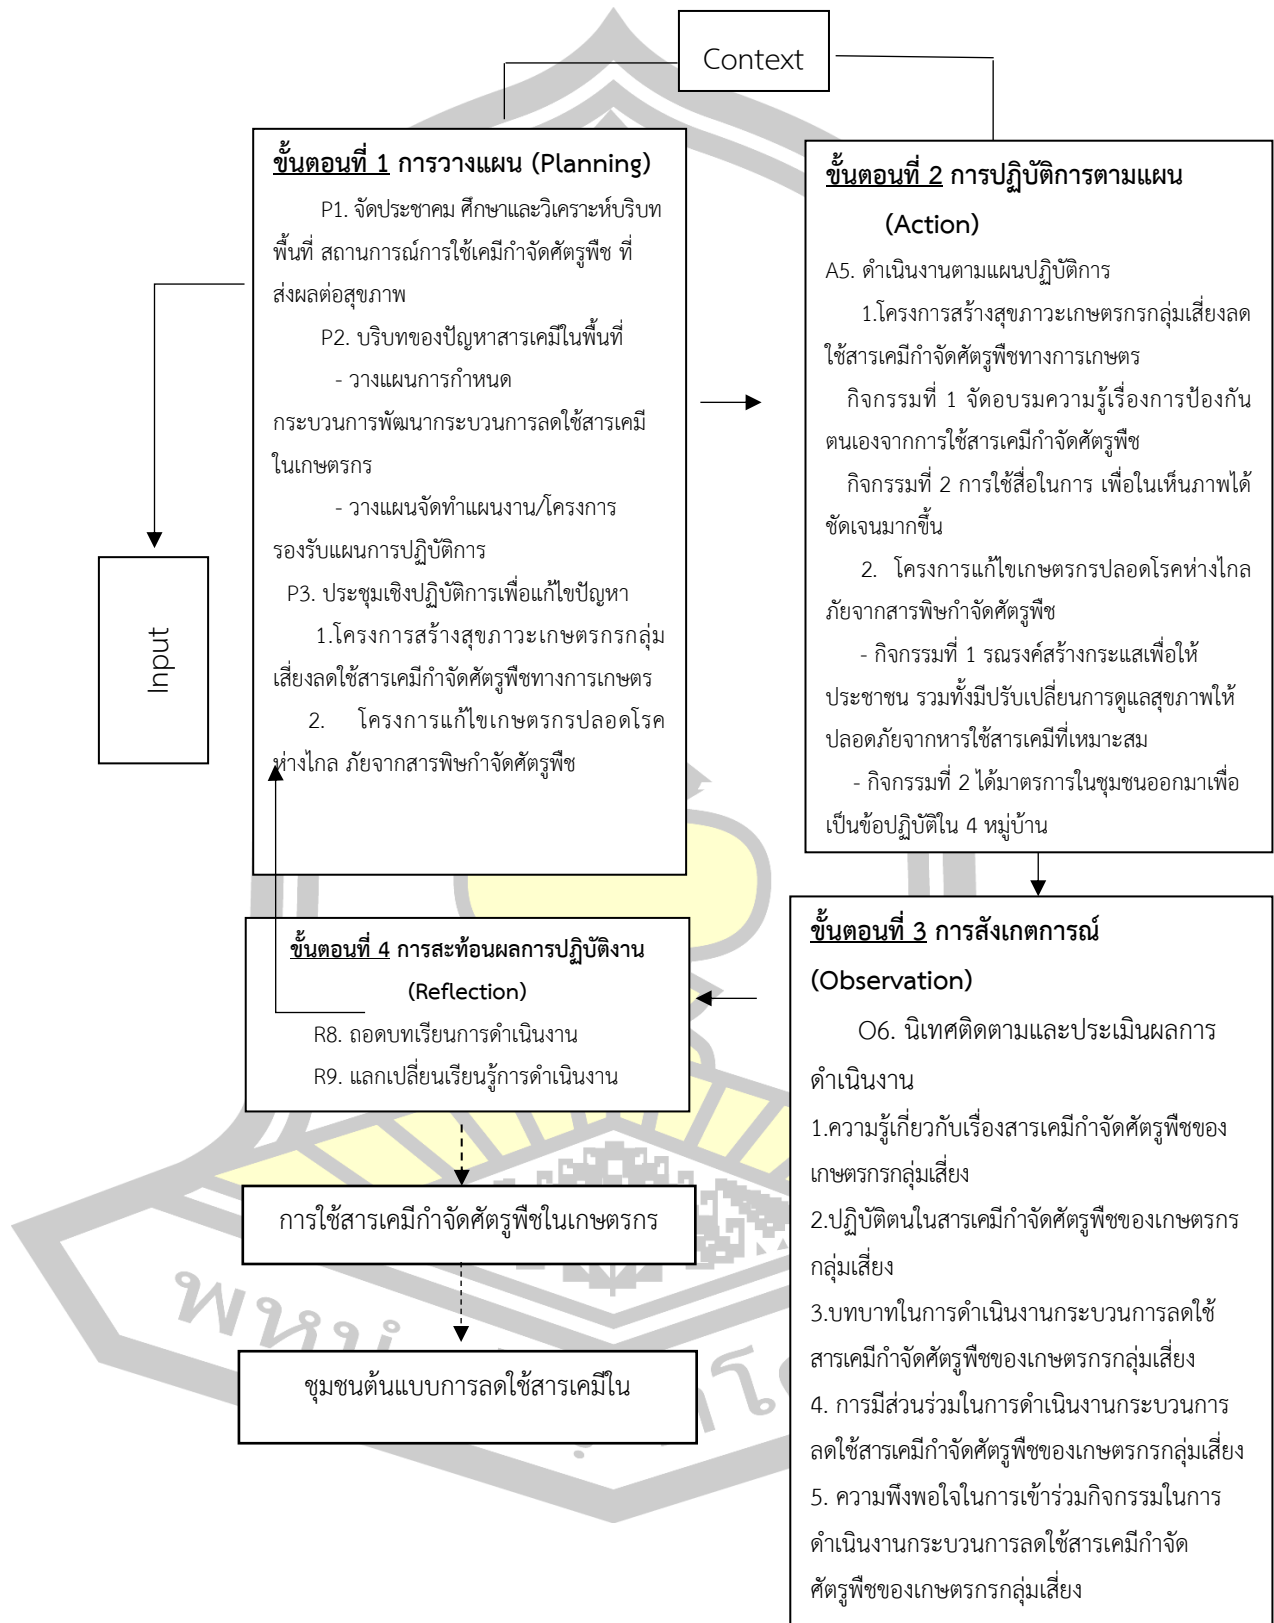 Context
ขั้นตอนที่ 1 การวางแผน (Planning)
P1. จัดประชาคม ศึกษาและวิเคราะห์บริบท
พื้นที่ สถานการณ์การใช้เคมีกำจัดศัตรูพืช ที่
ส่งผลต่อสุขภาพ
P2. บริบทของปัญหาสารเคมีในพื้นที่
- วางแผนการกำหนด
กระบวนการพัฒนากระบวนการลดใช้สารเคมี
ในเกษตรกร
- วางแผนจัดทำแผนงาน/โครงการ
รองรับแผนการปฏิบัติการ
P3. ประชุมเชิงปฏิบัติการเพื่อแก้ไขปัญหา
1.โครงการสร้างสุขภาวะเกษตรกรกลุ่ม
เสี่ยงลดใช้สารเคมีกำจัดศัตรูพืชทางการเกษตร
2. โครงการแก้ไขเกษตรกรปลอดโรค
ห่างไกล ภัยจากสารพิษกำจัดศัตรูพืช
Input
ขั้นตอนที่ 2 การปฏิบัติการตามแผน
(Action)
A5. ดำเนินงานตามแผนปฏิบัติการ
1.โครงการสร้างสุขภาวะเกษตรกรกลุ่มเสี่ยงลด
ใช้สารเคมีกำจัดศัตรูพืชทางการเกษตร
กิจกรรมที่ 1 จัดอบรมความรู้เรื่องการป้องกัน
ตนเองจากการใช้สารเคมีกำจัดศัตรูพืช
กิจกรรมที่ 2 การใช้สื่อในการ เพื่อในเห็นภาพได้
ชัดเจนมากขึ้น
2. โครงการแก้ไขเกษตรกรปลอดโรคห่างไกล
ภัยจากสารพิษกำจัดศัตรูพืช
- กิจกรรมที่ 1 รณรงค์สร้างกระแสเพื่อให้
ประชาชน รวมทั้งมีปรับเปลี่ยนการดูแลสุขภาพให้
ปลอดภัยจากหารใช้สารเคมีที่เหมาะสม
- กิจกรรมที่ 2 ได้มาตรการในชุมชนออกมาเพื่อ
เป็นข้อปฏิบัติใน 4 หมู่บ้าน
ขั้นตอนที่ 3 การสังเกตการณ์
(Observation)
O6. นิเทศติดตามและประเมินผลการ
ดำเนินงาน
1.ความรู้เกี่ยวกับเรื่องสารเคมีกำจัดศัตรูพืชของ
เกษตรกรกลุ่มเสี่ยง
2.ปฏิบัติตนในสารเคมีกำจัดศัตรูพืชของเกษตรกร
กลุ่มเสี่ยง
3.บทบาทในการดำเนินงานกระบวนการลดใช้
สารเคมีกำจัดศัตรูพืชของเกษตรกรกลุ่มเสี่ยง
4. การมีส่วนร่วมในการดำเนินงานกระบวนการ
ลดใช้สารเคมีกำจัดศัตรูพืชของเกษตรกรกลุ่มเสี่ยง
5. ความพึงพอใจในการเข้าร่วมกิจกรรมในการ
ดำเนินงานกระบวนการลดใช้สารเคมีกำจัด
ศัตรูพืชของเกษตรกรกลุ่มเสี่ยง
ขั้นตอนที่ 4 การสะท้อนผลการปฏิบัติงาน
(Reflection)
R8. ถอดบทเรียนการดำเนินงาน
R9. แลกเปลี่ยนเรียนรู้การดำเนินงาน
การใช้สารเคมีกำจัดศัตรูพืชในเกษตรกร
ชุมชนต้นแบบการลดใช้สารเคมีใน